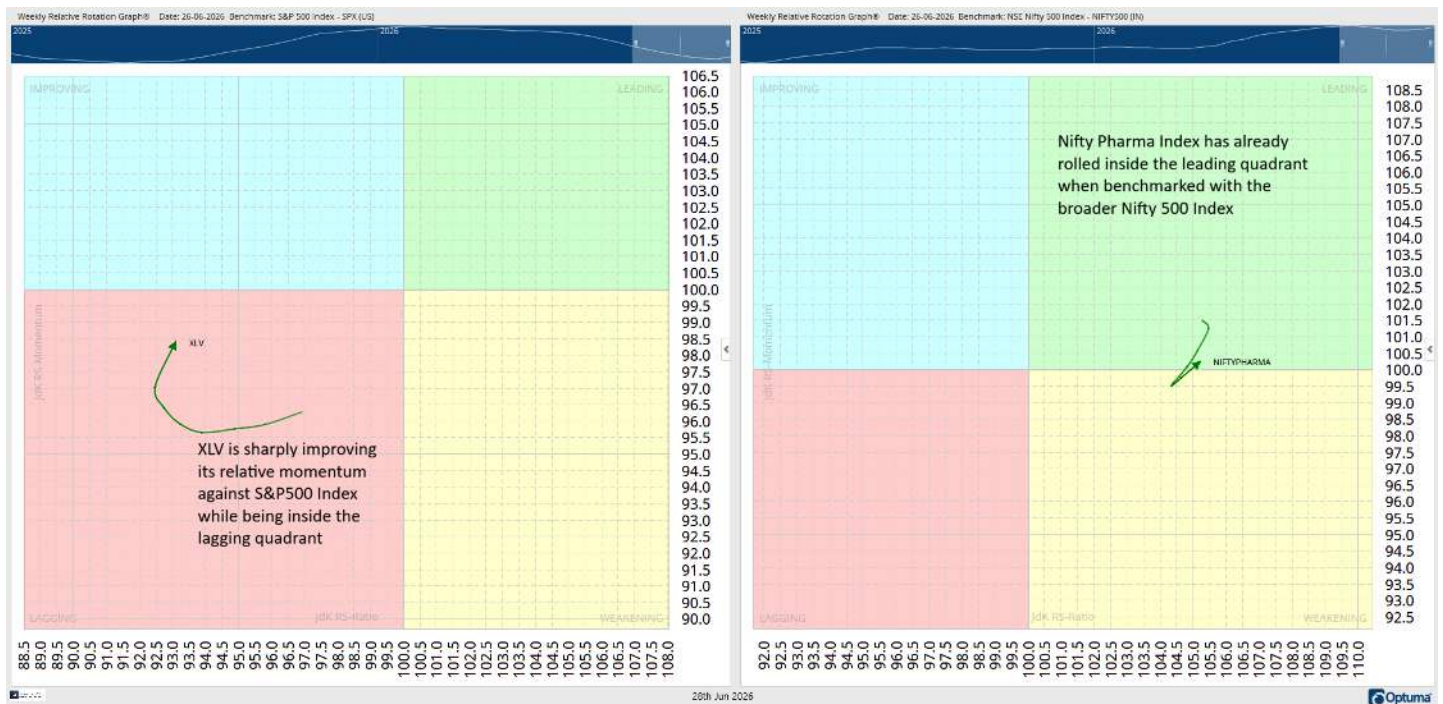 Weekly Relative Rotation Graph® Date: 26-06-2026 Benchmark: S&P 500 Index - SPX (US)
2025
2026
106.5
106.0
105.5
105.0
104.5
104.0
103.5
103.0
102.5
102.0
101.5
101.0
100.5
100.0
99.5
99.0
98.5
98.0
97.5
97.0
96.5
96.0
95.5
95.0
94.5
94.0
93.5
93.0
92.5
92.0
91.5
91.0
90.5
90.0
IMPROVING
LEADING
JdK RS-Momentum
XLV
XLV is sharply improving
its relative momentum
against S&P500 Index
while being inside the
lagging quadrant
LAGGING
JdK RS-Ratio
WEAKENING
88.5 89.0 89.5 90.0 90.5 91.0 91.5 92.0 92.5 93.0 93.5 94.0 94.5 95.0 95.5 96.0 96.5 97.0 97.5 98.0 98.5 99.0 99.5 100.0 100.5 101.0 101.5 102.0 102.5 103.0 103.5 104.0 104.5 105.0 105.5 106.0 106.5 107.0 107.5 108.0
Weekly Relative Rotation Graph® Date: 26-06-2026 Benchmark: NSE Nifty 500 Index - NIFTY500 (IN)
2025
2026
IMPROVING
LEADING
108.5
108.0
107.5
107.0
106.5
106.0
105.5
105.0
104.5
104.0
103.5
103.0
102.5
102.0
101.5
101.0
100.5
100.0
99.5
99.0
98.5
98.0
97.5
97.0
96.5
96.0
95.5
95.0
94.5
94.0
93.5
93.0
92.5
Nifty Pharma Index has already
rolled inside the leading quadrant
when benchmarked with the
broader Nifty 500 Index
JdK RS-Momentum
NIFTYPHARMA
LAGGING
JdK RS-Ratio
WEAKENING
92.0 92.5 93.0 93.5 94.0 94.5 95.0 95.5 96.0 96.5 97.0 97.5 98.0 98.5 99.0 99.5 100.0 100.5 101.0 101.5 102.0 102.5 103.0 103.5 104.0 104.5 105.0 105.5 106.0 106.5 107.0 107.5 108.0 108.5 109.0 109.5 110.0
28th Jun 2026
Optuma